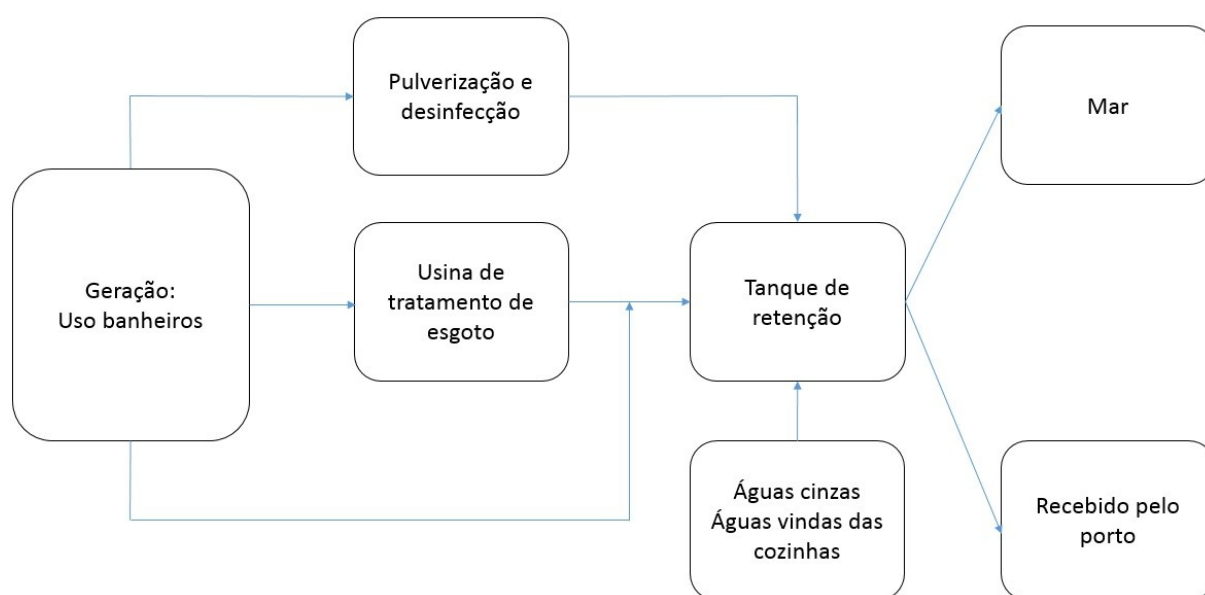 Pulverização e
desinfecção
Mar
Geração:
Uso banheiros
Usina de
tratamento de
esgoto
Tanque de
retenção
Águas cinzas
Águas vindas das
cozinhas
Recebido pelo
porto